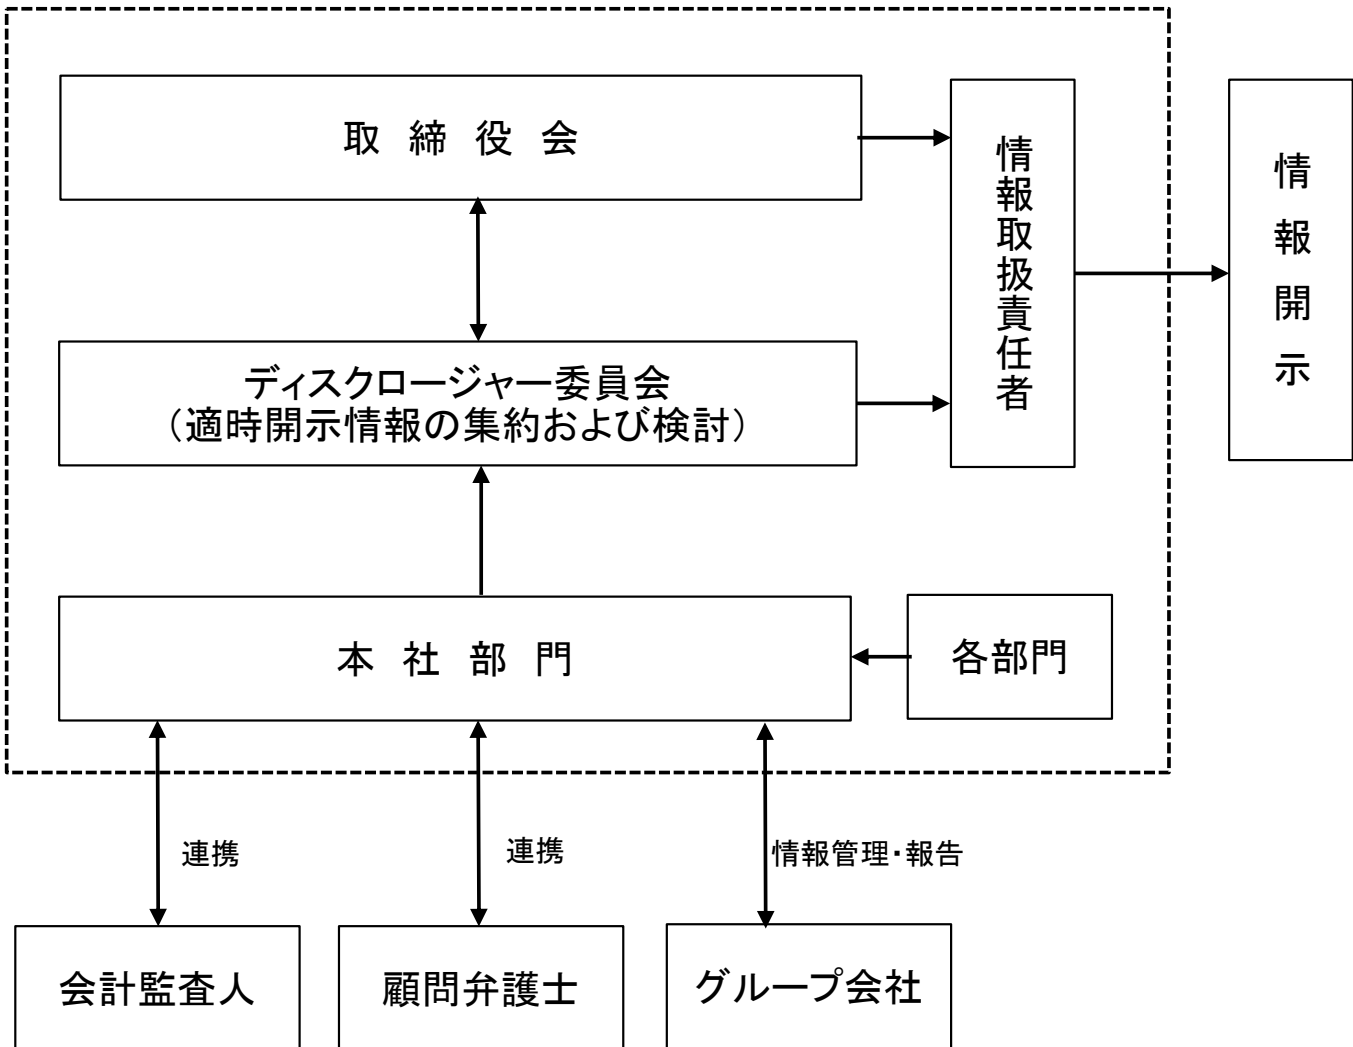 取締役会
情報取扱責任者
情報開示
ディスクロージャー委員会
（適時開示情報の集約および検討）
本社部門
各部門
連携
連携
情報管理・報告
会計監査人
顧問弁護士
グループ会社